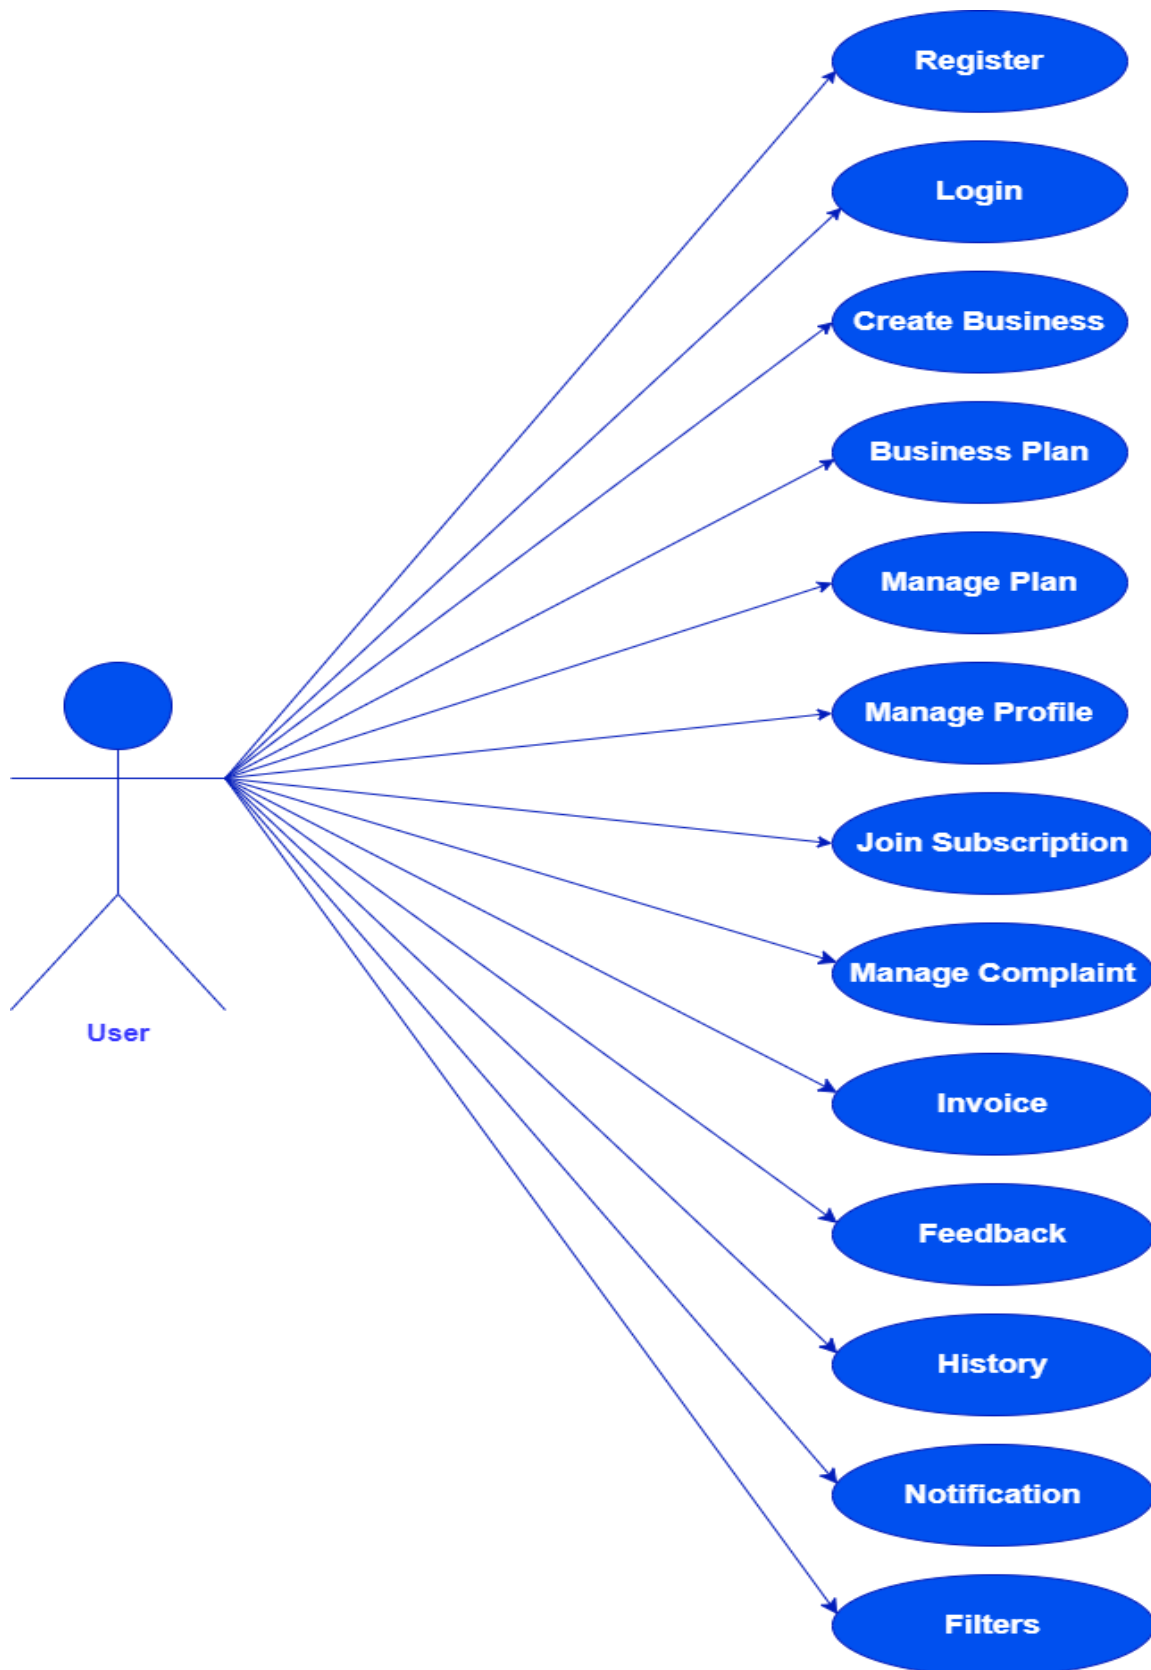 Register
Login
Create Business
Business Plan
Manage Plan
Manage Profile
Join Subscription
Manage Complaint
User
Invoice
Feedback
History
Notification
Filters